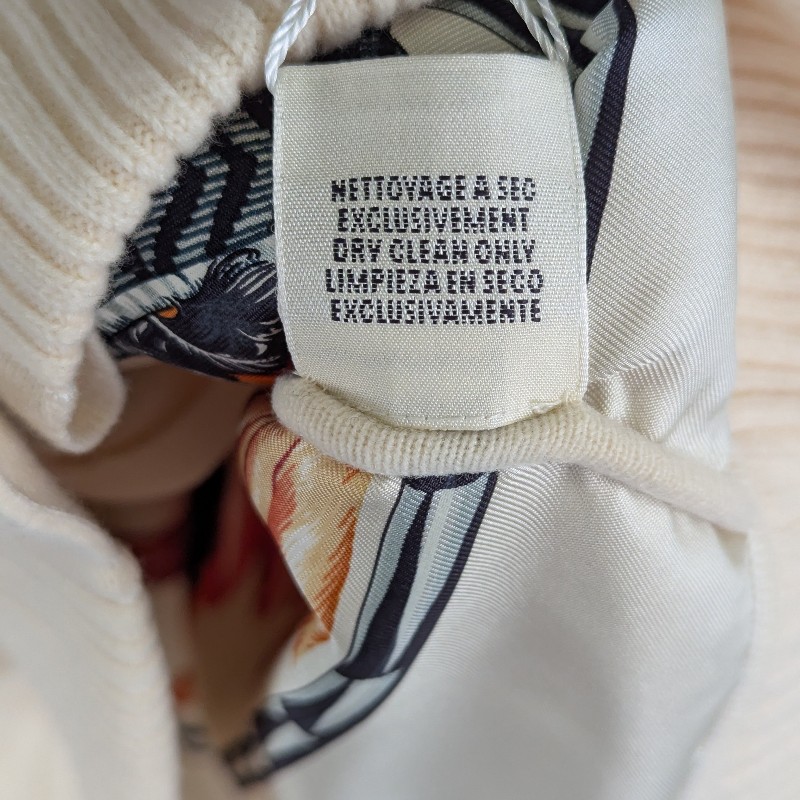 NETTOYAGE A SEC
EXCLUSIVEMENT
DRY CLEAN ONLY
LIMPIEZA EN SECO
EXCLUSIVAMENTE